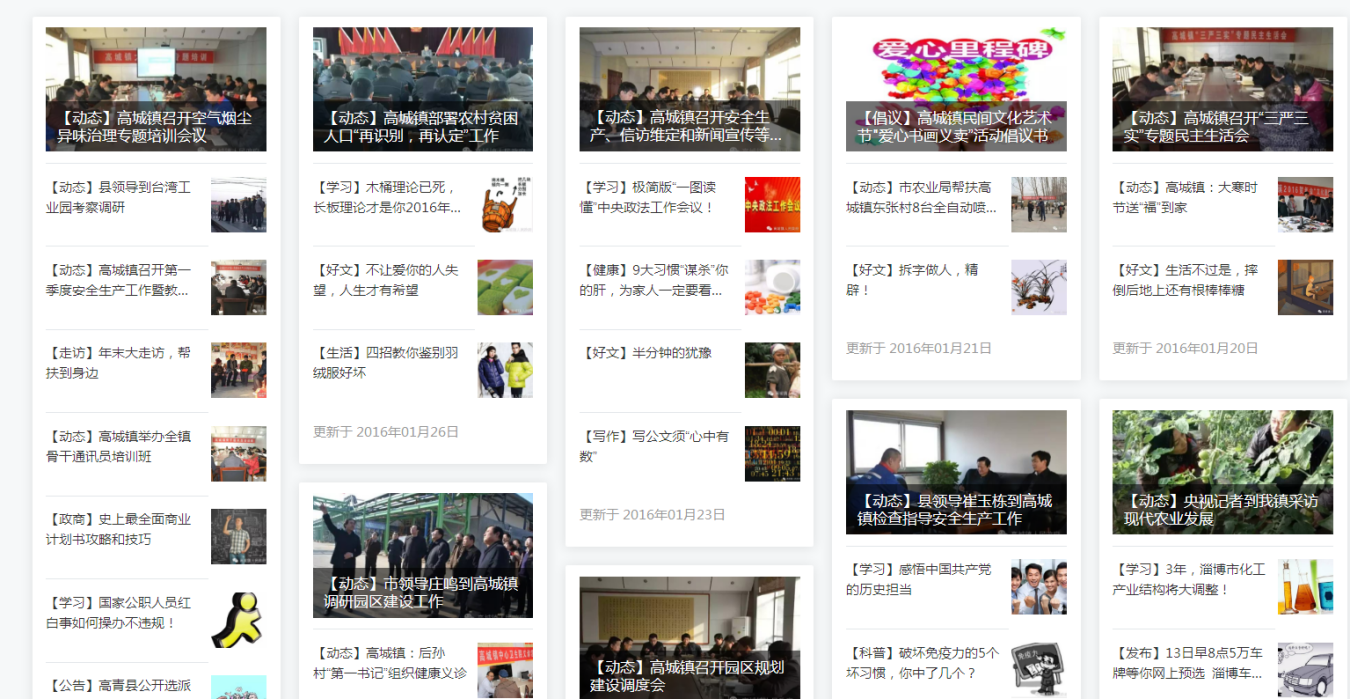 【动态】高城镇召开空气烟尘
异味治理专题培训会议
【动态】县领导到台湾工
业园考察调研
【动态】高城镇召开第一
季度安全生产工作暨教...
【走访】年末大走访，帮
扶到身边
【动态】高城镇举办全镇
骨干通讯员培训班
【政商】史上最全面商业
计划书攻略和技巧
【学习】国家公职人员红
白事如何操办不违规！
【公告】高青县公开选派
【动态】高城镇部署农村贫困
人口“再识别，再认定”工作
【学习】木桶理论已死，
长板理论才是你2016年...
【好文】不让爱你的人失
望，人生才有希望
【生活】四招教你鉴别羽
绒服好坏
更新于 2016年01月26日
【动态】市领导庄鸣到高城镇
调研园区建设工作
【动态】高城镇：后孙
村“第一书记”组织健康义诊
【动态】高城镇召开安全生
产、信访维定和新闻宣传等...
【学习】极简版“一图读
懂”中央政法工作会议！
中央政法工作会议
【健康】9大习惯“谋杀”你
的肝，为家人一定要看...
【好文】半分钟的犹豫
【写作】写公文须“心中有
数”
更新于 2016年01月23日
【动态】高城镇召开园区规划
建设调度会
爱心里程碑
【倡议】高城镇民间文化艺术
节"爱心书画义卖”活动倡议书
【动态】市农业局帮扶高
城镇东张村8台全自动喷...
【好文】拆字做人，精
辟！
更新于 2016年01月21日
【动态】县领导崔玉栋到高城
镇检查指导安全生产工作
【学习】感悟中国共产党
的历史担当
【科普】破坏免疫力的5个
坏习惯，你中了几个？
免疫力
高城镇“三严三实”专题民主生活会
【动态】高城镇召开“三严三
实”专题民主生活会
【动态】高城镇：大寒时
节送“福”到家
【好文】生活不过是，摔
倒后地上还有根棒棒糖
更新于 2016年01月20日
【动态】央视记者到我镇采访
现代农业发展
【学习】3年，淄博市化工
产业结构将大调整！
【发布】13日早8点5万车
牌等你网上预选 淄博车...